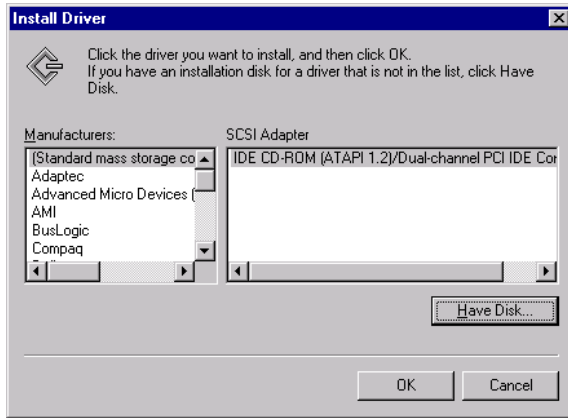 Install Driver
Click the driver you want to install, and then click OK.
If you have an installation disk for a driver that is not in the list, click Have
Disk.
Manufacturers:
SCSI Adapter
(Standard mass storage co
IDE CD-ROM (ATAPI 1.2)/Dual-channel PCI IDE Con
Adaptec
Advanced Micro Devices (
AMI
BusLogic
Compaq
Have Disk...
OK
Cancel